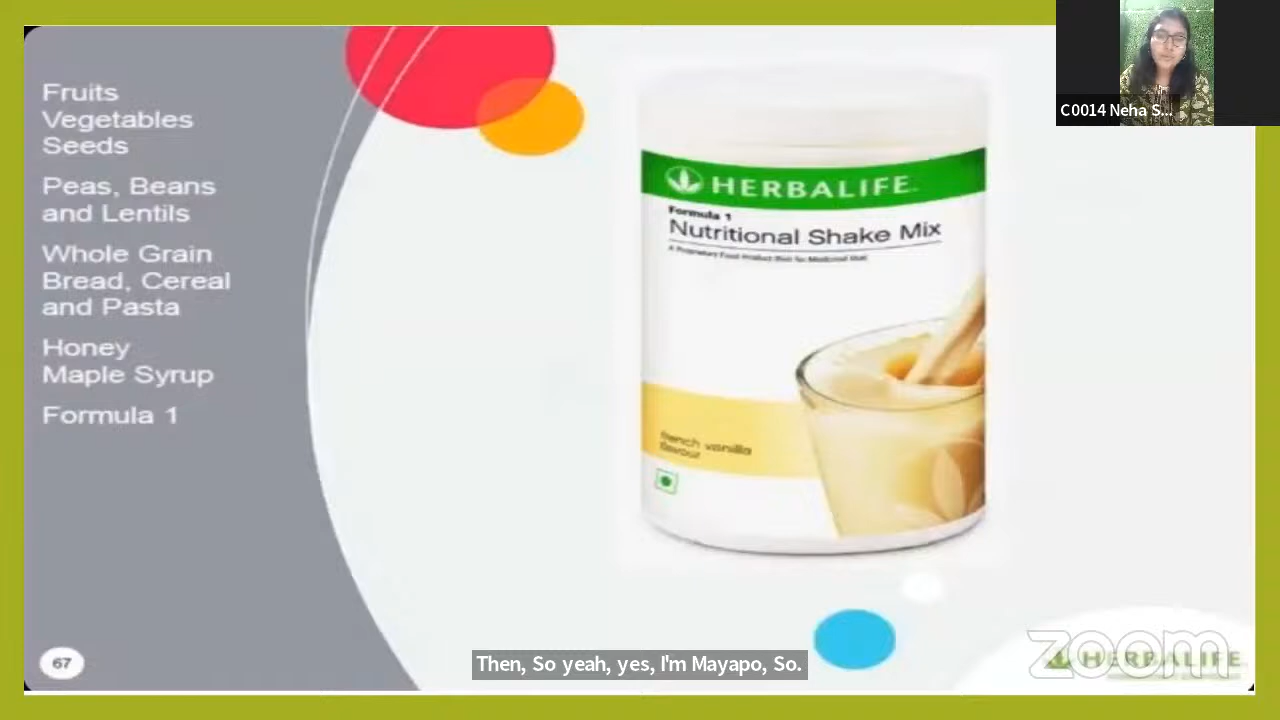 Fruits
Vegetables
Seeds
Peas, Beans
and Lentils
Whole Grain
Bread, Cereal
and Pasta
Honey
Maple Syrup
Formula 1
67
HERBALIFE
Formula 1
Nutritional Shake Mix
french vanilla
flavour
C0014 Neha S...
Then, So yeah, yes, I'm Mayapo, So.
zoom
HERBALIFE